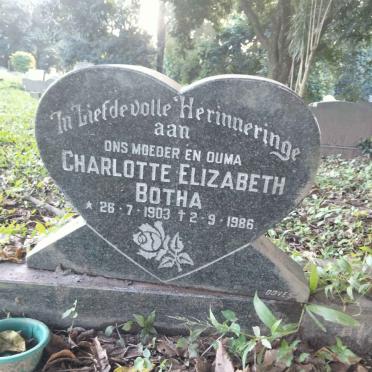 In Liefdevolle Herinneringe
aan
ONS MOEDER EN OUMA
CHARLOTTE ELIZABETH
BOTHA
* 26·7·1903 † 2·9·1986